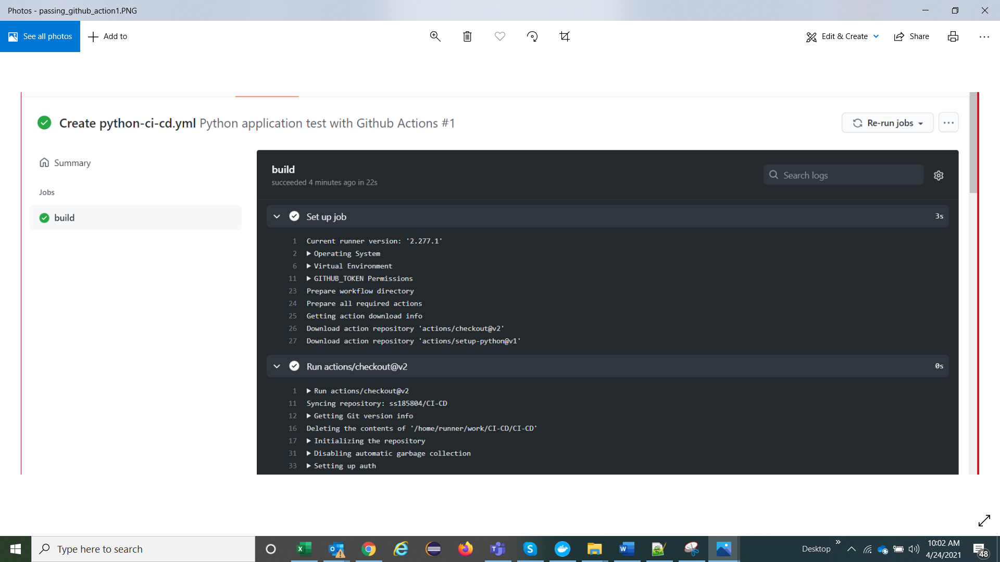 Photos - passing_github_action1.PNG
See all photos
Add to
Edit & Create
Share
Create python-ci-cd.yml Python application test with Github Actions #1
Re-run jobs
Summary
Jobs
build
build
succeeded 4 minutes ago in 22s
Search logs
Set up job 3s
1 Current runner version: '2.277.1'
2 Operating System
6 Virtual Environment
11 GITHUB_TOKEN Permissions
23 Prepare workflow directory
24 Prepare all required actions
25 Getting action download info
26 Download action repository 'actions/checkout@v2'
27 Download action repository 'actions/setup-python@v1'
Run actions/checkout@v2 0s
1 Run actions/checkout@v2
11 Syncing repository: ss185804/CI-CD
12 Getting Git version info
16 Deleting the contents of '/home/runner/work/CI-CD/CI-CD'
17 Initializing the repository
31 Disabling automatic garbage collection
33 Setting up auth
Type here to search
Desktop
10:02 AM
4/24/2021
48